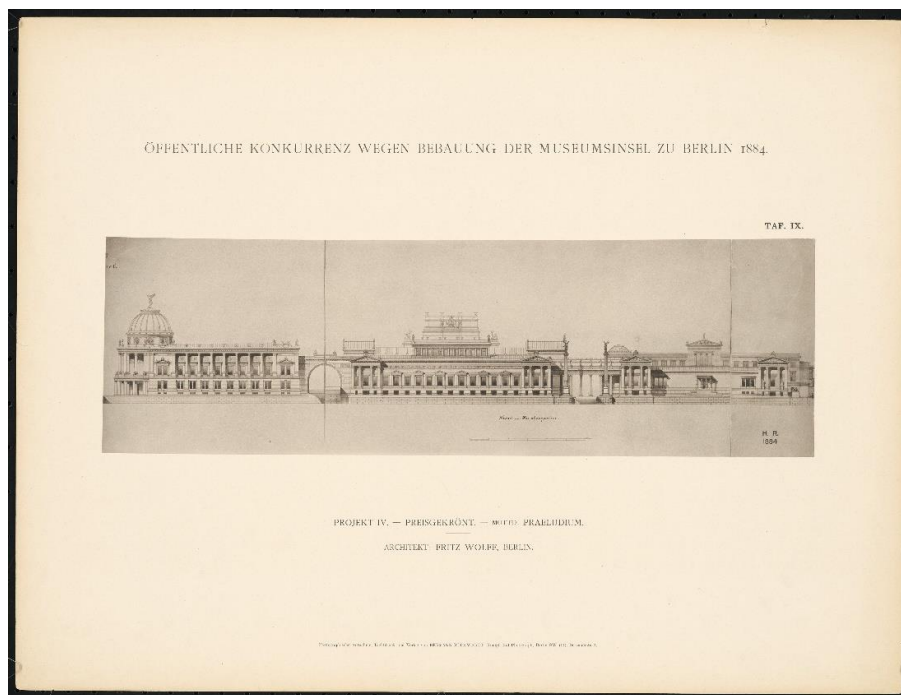 ÖFFENTLICHE KONKURRENZ WEGEN BEBAUUNG DER MUSEUMSINSEL ZU BERLIN 1884.
TAF. IX.
H. R.
1884
PROJEKT IV. — PREISGEKRÖNT. — MOTTO: PRAELUDIUM.
ARCHITEKT: FRITZ WOLFF, BERLIN.